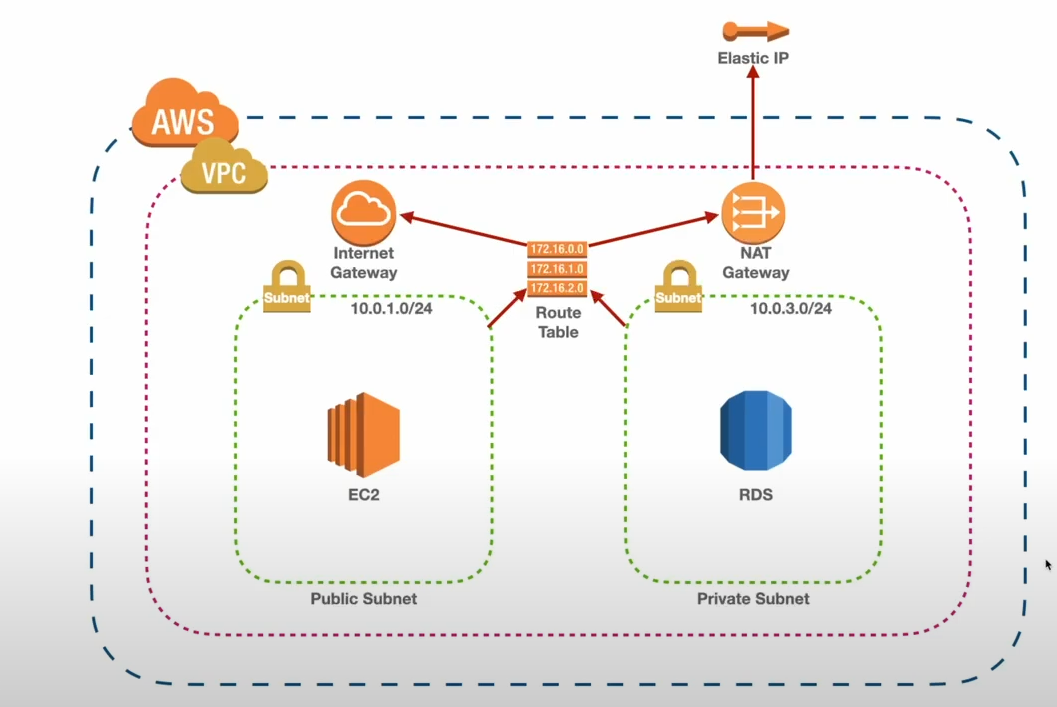 Elastic IP
AWS
VPC
Internet
Gateway
172.16.0.0
172.16.1.0
172.16.2.0
Route
Table
NAT
Gateway
Subnet
10.0.1.0/24
Subnet
10.0.3.0/24
EC2
RDS
Public Subnet
Private Subnet